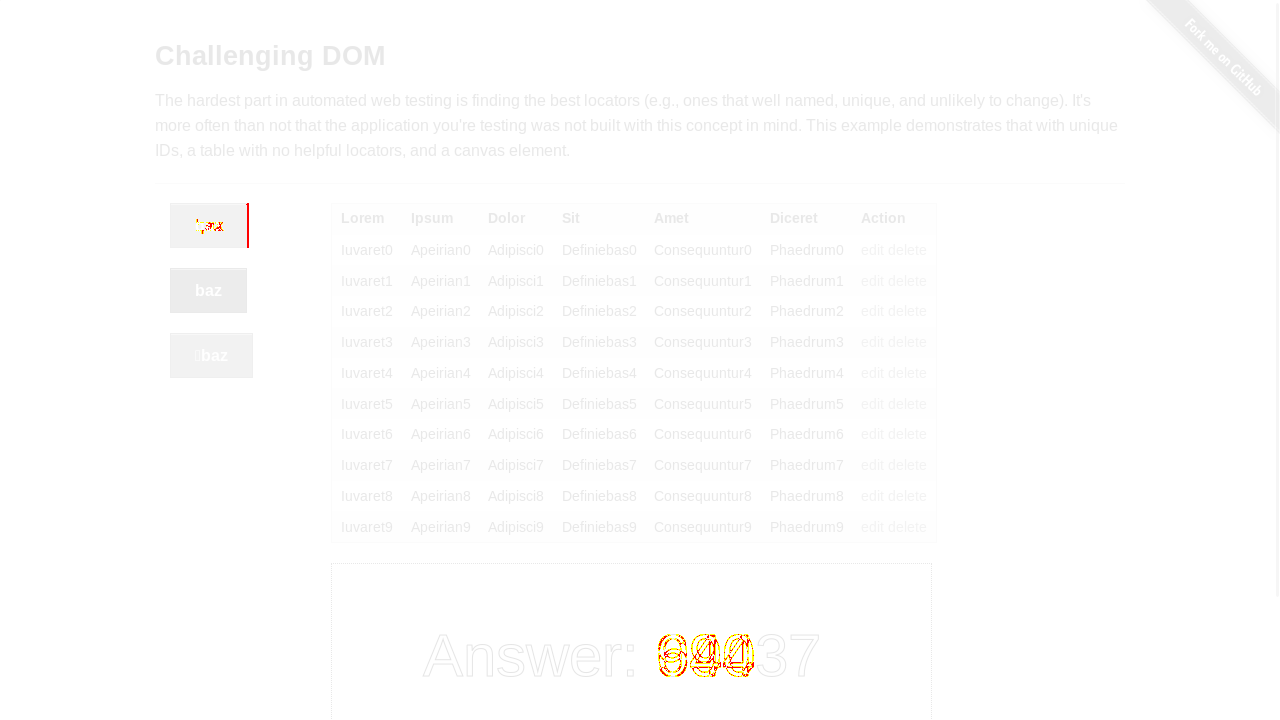 Fork me on GitHub
Challenging DOM
The hardest part in automated web testing is finding the best locators (e.g., ones that well named, unique, and unlikely to change). It's
more often than not that the application you're testing was not built with this concept in mind. This example demonstrates that with unique
IDs, a table with no helpful locators, and a canvas element.
baz
baz
Lorem Ipsum Dolor Sit Amet Diceret Action
Iuvaret0 Apeirian0 Adipisci0 Definiebas0 Consequuntur0 Phaedrum0 edit delete
Iuvaret1 Apeirian1 Adipisci1 Definiebas1 Consequuntur1 Phaedrum1 edit delete
Iuvaret2 Apeirian2 Adipisci2 Definiebas2 Consequuntur2 Phaedrum2 edit delete
Iuvaret3 Apeirian3 Adipisci3 Definiebas3 Consequuntur3 Phaedrum3 edit delete
Iuvaret4 Apeirian4 Adipisci4 Definiebas4 Consequuntur4 Phaedrum4 edit delete
Iuvaret5 Apeirian5 Adipisci5 Definiebas5 Consequuntur5 Phaedrum5 edit delete
Iuvaret6 Apeirian6 Adipisci6 Definiebas6 Consequuntur6 Phaedrum6 edit delete
Iuvaret7 Apeirian7 Adipisci7 Definiebas7 Consequuntur7 Phaedrum7 edit delete
Iuvaret8 Apeirian8 Adipisci8 Definiebas8 Consequuntur8 Phaedrum8 edit delete
Iuvaret9 Apeirian9 Adipisci9 Definiebas9 Consequuntur9 Phaedrum9 edit delete
Answer: